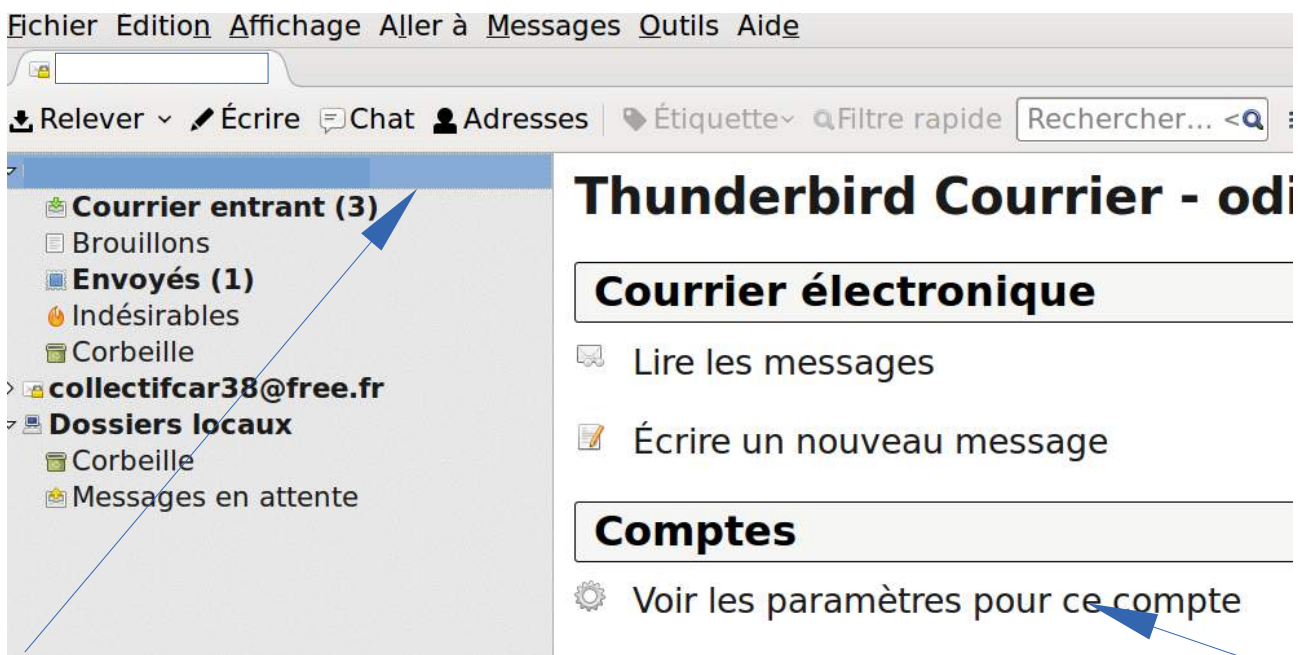 Fichier Édition Affichage Aller à Messages Outils Aide
Relever Écrire Chat Adresses Étiquette Filtre rapide Rechercher...
Courrier entrant (3)
Brouillons
Envoyés (1)
Indésirables
Corbeille
collectifcar38@free.fr
Dossiers locaux
Corbeille
Messages en attente
Thunderbird Courrier - odi
Courrier électronique
Lire les messages
Écrire un nouveau message
Comptes
Voir les paramètres pour ce compte